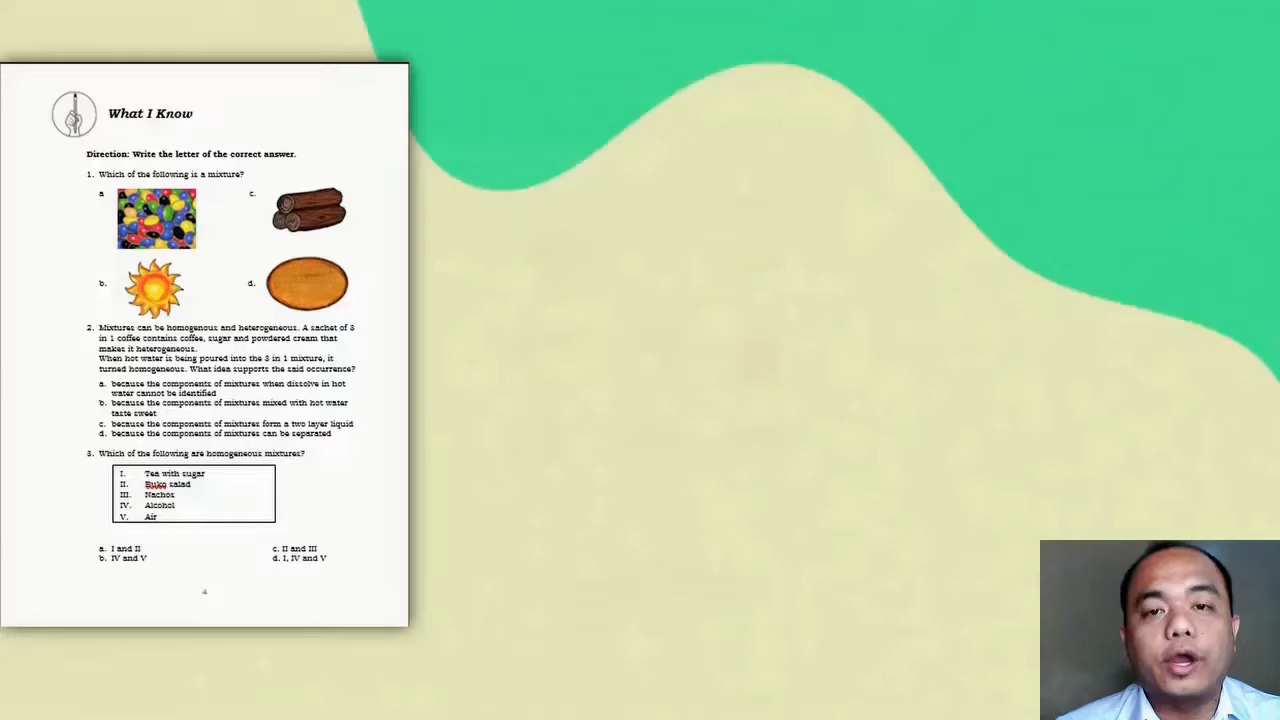 What I Know
Direction: Write the letter of the correct answer.
1. Which of the following is a mixture?
a
c.
b.
d.
2. Mixtures can be homogenous and heterogeneous. A sachet of 3
in 1 coffee contains coffee, sugar and powdered cream that
makes it heterogeneous.
When hot water is being poured into the 3 in 1 mixture, it
turned homogeneous. What idea supports the said occurrence?
a. because the components of mixtures when dissolve in hot
water cannot be identified
b. because the components of mixtures mixed with hot water
taste sweet
c. because the components of mixtures form a two layer liquid
d. because the components of mixtures can be separated
3. Which of the following are homogeneous mixtures?
I. Tea with sugar
II. Buko salad
III. Nachos
IV. Alcohol
V. Air
a. I and II
c. II and III
b. IV and V
d. I, IV and V
4